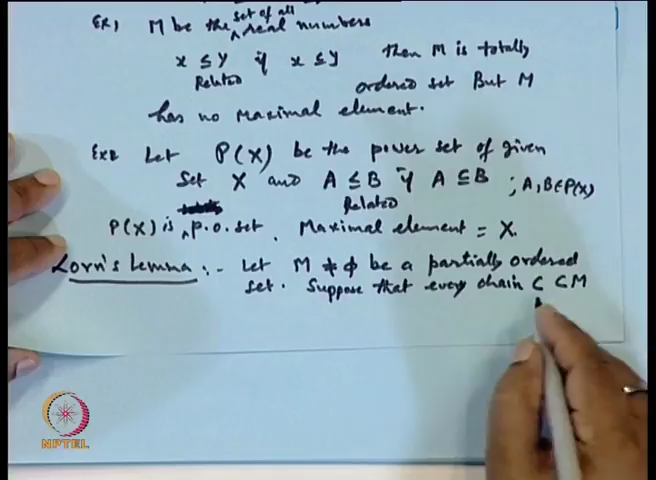 Ex, M be the set of all real numbers
x ≤ y if x ≤ y then M is totally
Related ordered set But M
has no Maximal element.
Ex2 Let P(X) be the power set of given
Set X and A ≤ B if A ⊆ B ; A, B ∈ P(X)
Related
P(X) is p.o. set. Maximal element = X.
Zorn's Lemma :- Let M ≠ φ be a partially ordered
set. Suppose that every chain C ⊂ M
NPTEL